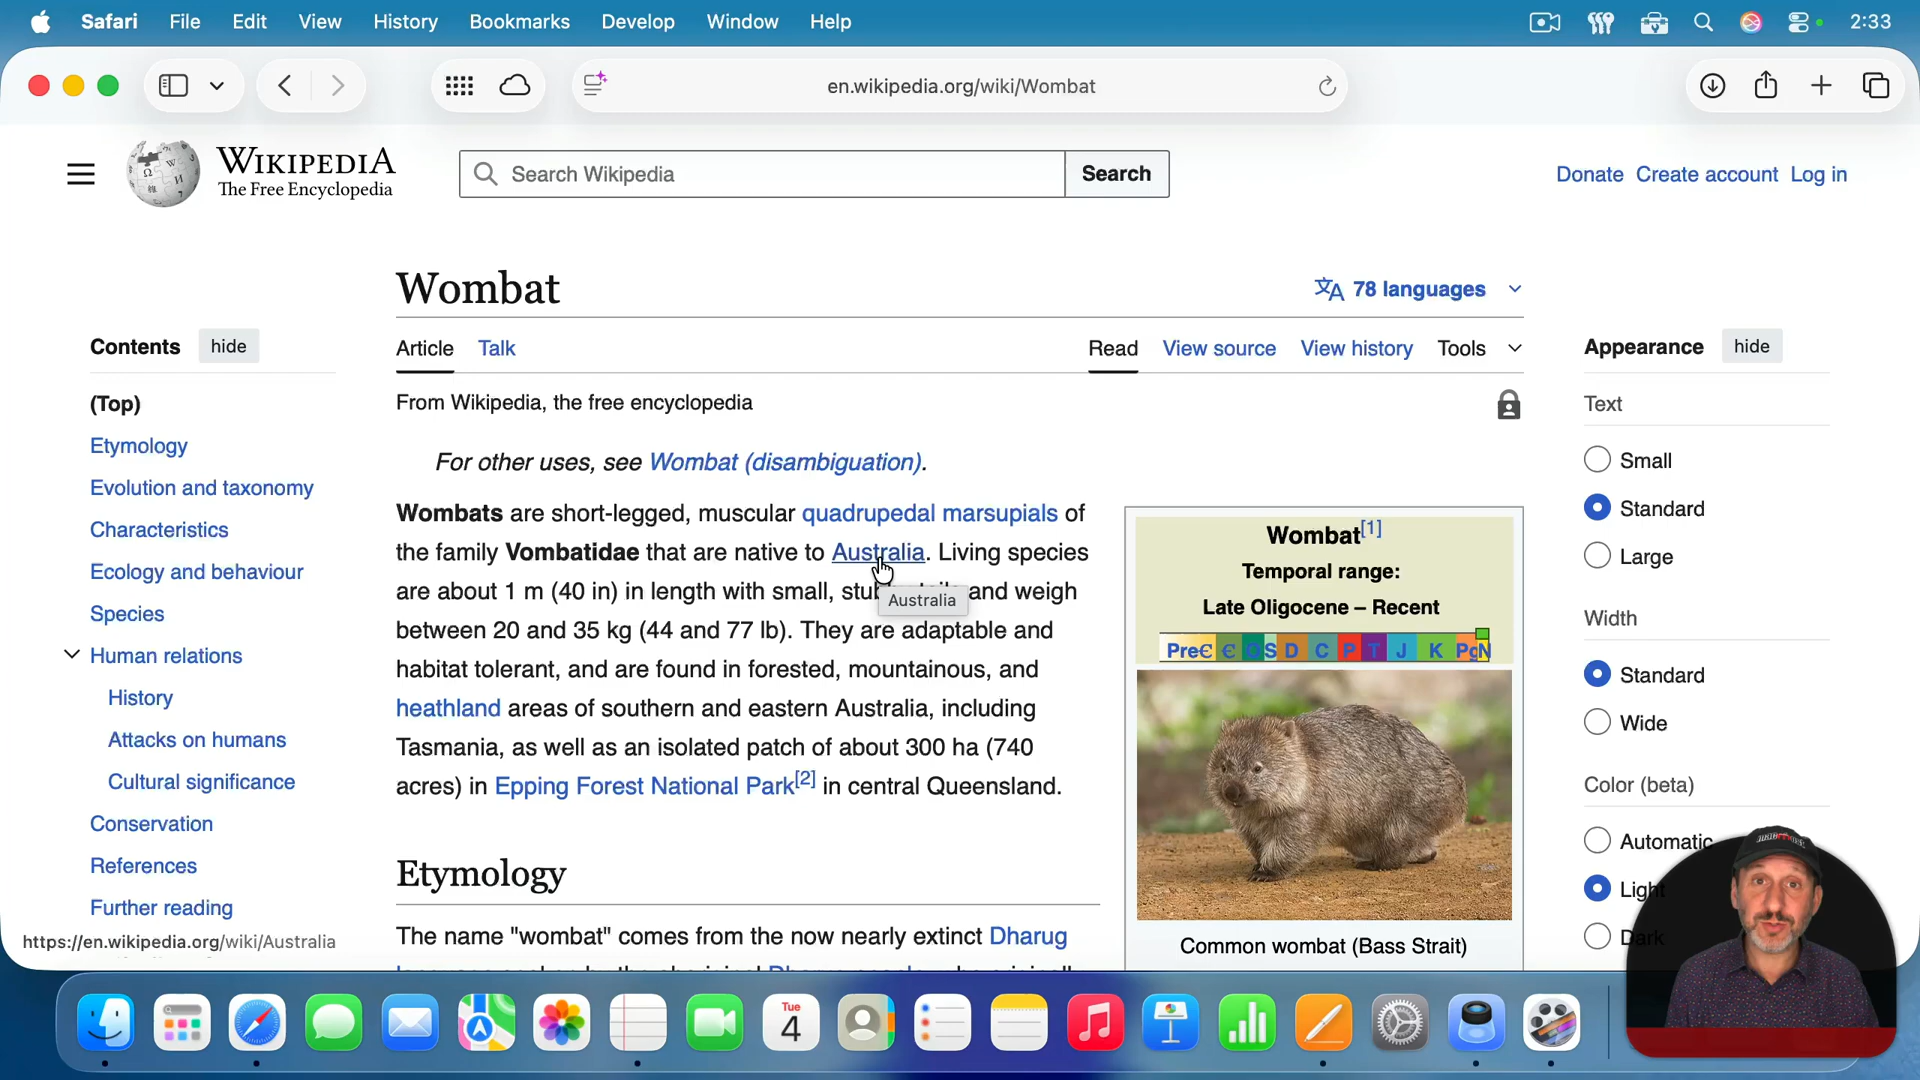 Safari File Edit View History Bookmarks Develop Window Help 2:33
en.wikipedia.org/wiki/Wombat
WIKIPEDIA
The Free Encyclopedia
Search Wikipedia
Search
Donate Create account Log in
Wombat
78 languages
Contents hide
Article Talk
Read View source View history Tools
Appearance hide
(Top)
Etymology
Evolution and taxonomy
Characteristics
Ecology and behaviour
Species
Human relations
History
Attacks on humans
Cultural significance
Conservation
References
Further reading
https://en.wikipedia.org/wiki/Australia
From Wikipedia, the free encyclopedia
For other uses, see Wombat (disambiguation).
Wombats are short-legged, muscular quadrupedal marsupials of
the family Vombatidae that are native to Australia. Living species
are about 1 m (40 in) in length with small, and weigh
Australia
between 20 and 35 kg (44 and 77 lb). They are adaptable and
habitat tolerant, and are found in forested, mountainous, and
heathland areas of southern and eastern Australia, including
Tasmania, as well as an isolated patch of about 300 ha (740
acres) in Epping Forest National Park[2] in central Queensland.
Etymology
The name "wombat" comes from the now nearly extinct Dharug
Wombat[1]
Temporal range:
Late Oligocene – Recent
PreꞒ Ꞓ O S D C P T J K Pg N
Common wombat (Bass Strait)
Text
Small
Standard
Large
Width
Standard
Wide
Color (beta)
Automatic
Light
Dark
Tue
4